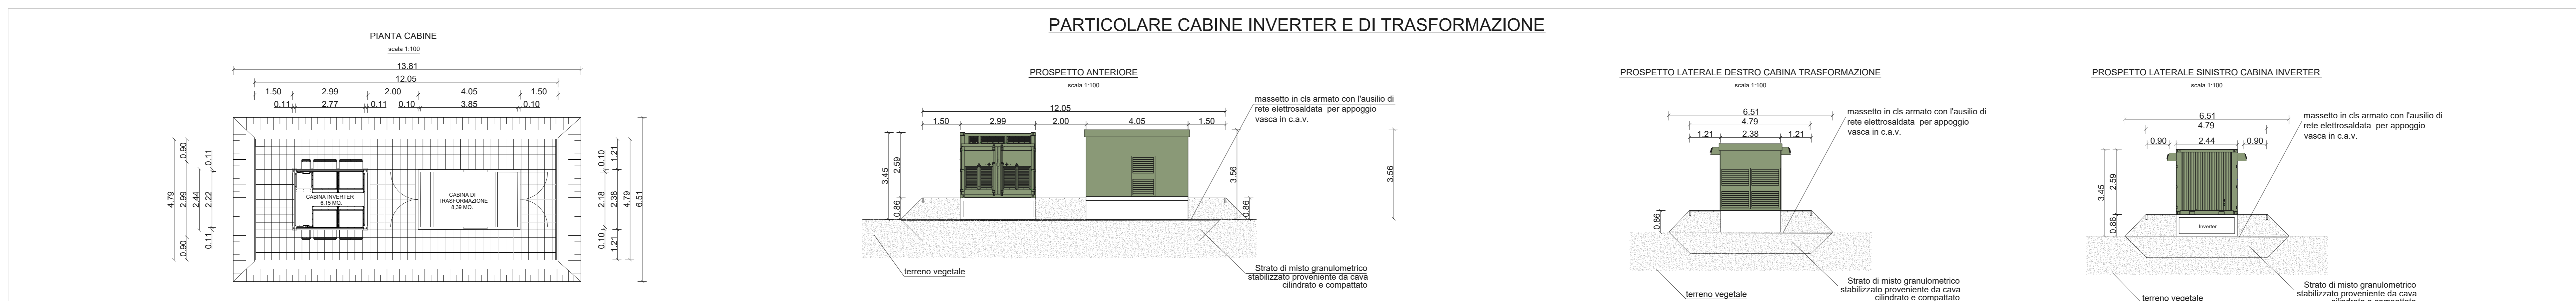 PARTICOLARE CABINE INVERTER E DI TRASFORMAZIONE
PIANTA CABINE
scala 1:100
13.81
12.05
1.50 2.99 2.00 4.05 1.50
0.11 2.77 0.11 0.10 3.85 0.10
4.79
0.90 2.99 0.90
2.44
0.11 2.22 0.11
CABINA INVERTER
6,15 MQ.
CABINA DI
TRASFORMAZIONE
8,39 MQ.
0.10 2.18 0.10
1.21 2.38 1.21
4.79
6.51
PROSPETTO ANTERIORE
scala 1:100
12.05
1.50 2.99 2.00 4.05 1.50
massetto in cls armato con l'ausilio di
rete elettrosaldata per appoggio
vasca in c.a.v.
3.45
2.59
0.86
3.56
0.86
3.56
terreno vegetale
Strato di misto granulometrico
stabilizzato proveniente da cava
cilindrato e compattato
PROSPETTO LATERALE DESTRO CABINA TRASFORMAZIONE
scala 1:100
6.51
4.79
1.21 2.38 1.21
massetto in cls armato con l'ausilio di
rete elettrosaldata per appoggio
vasca in c.a.v.
0.86
terreno vegetale
Strato di misto granulometrico
stabilizzato proveniente da cava
cilindrato e compattato
PROSPETTO LATERALE SINISTRO CABINA INVERTER
scala 1:100
6.51
4.79
0.90 2.44 0.90
massetto in cls armato con l'ausilio di
rete elettrosaldata per appoggio
vasca in c.a.v.
3.45
2.59
0.86
Inverter
terreno vegetale
Strato di misto granulometrico
stabilizzato proveniente da cava
cilindrato e compattato